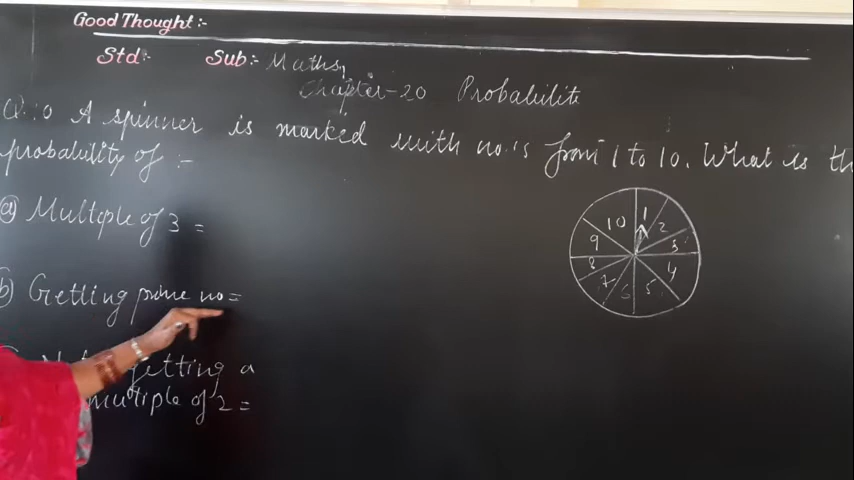 Good Thought:-
Std:- Sub:- Maths
Chapter-20 Probabilite
A spinner is marked with no.s from 1 to 10. What is th
probability of :-
a) Multiple of 3 =
b) Getting prime no =
getting a
multiple of 2 =
1
2
3
4
5
6
7
8
9
10